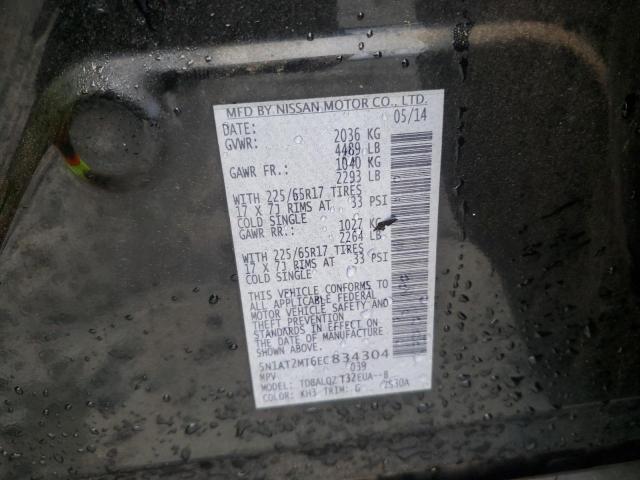 MFD BY NISSAN MOTOR CO., LTD.
DATE: 05/14
GVWR: 2036 KG
4489 LB
GAWR FR.: 1040 KG
2293 LB
WITH 225/65R17 TIRES
17 X 7J RIMS AT 33 PSI
COLD SINGLE
GAWR RR.: 1027 KG
2264 LB
WITH 225/65R17 TIRES
17 X 7J RIMS AT 33 PSI
COLD SINGLE
THIS VEHICLE CONFORMS TO
ALL APPLICABLE FEDERAL
MOTOR VEHICLE SAFETY AND
THEFT PREVENTION
STANDARDS IN EFFECT ON
THE DATE OF MANUFACTURE
SHOWN ABOVE.
5N1AT2MT6EC834304
MPV 039
MODEL: TDBALQZ T32EUA--B
COLOR: KH3 TRIM: G /2S30A